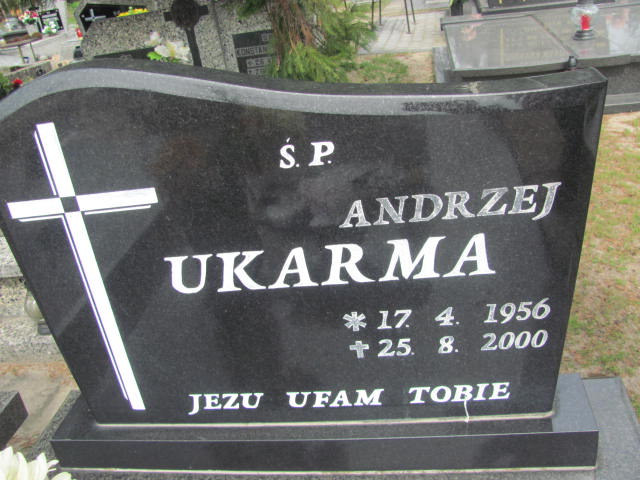 Ś. P.
ANDRZEJ
UKARMA
* 17. 4. 1956
✝ 25. 8. 2000
JEZU UFAM TOBIE